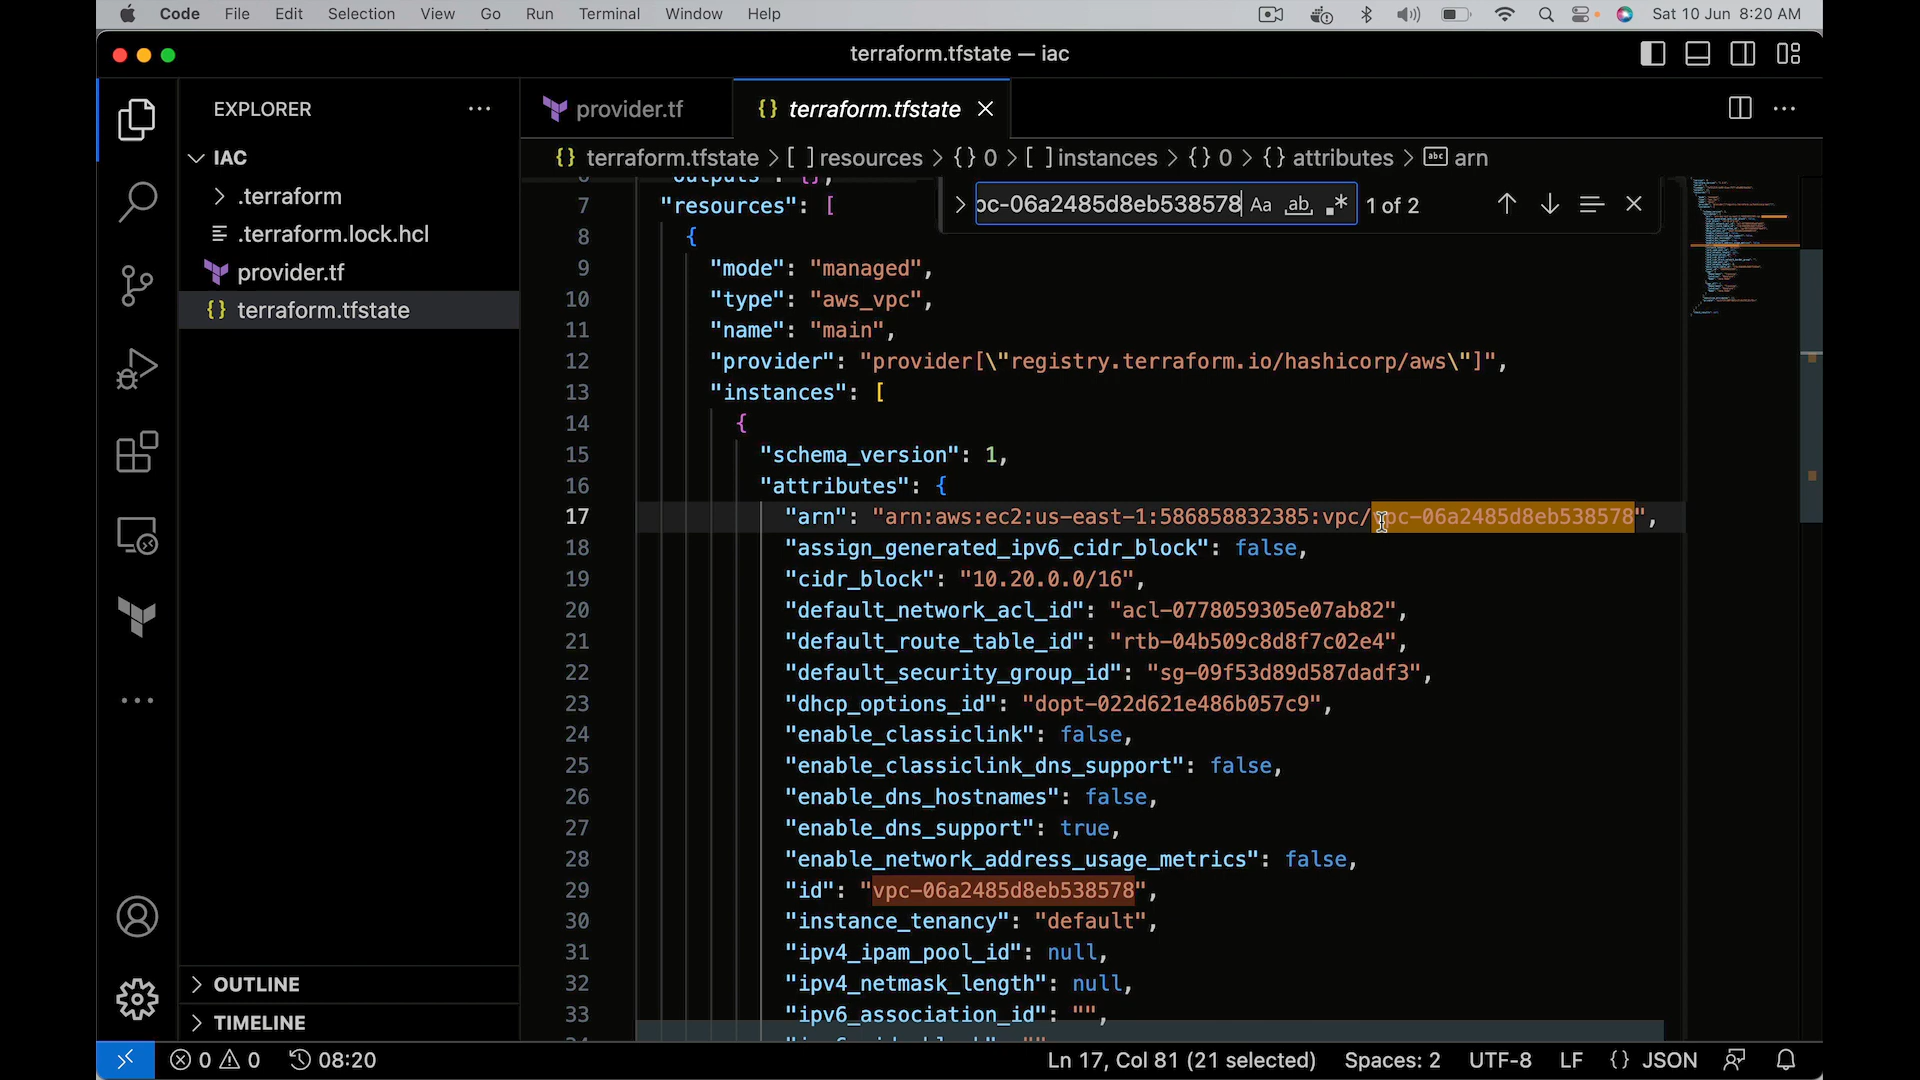 Code File Edit Selection View Go Run Terminal Window Help Sat 10 Jun 8:20 AM
terraform.tfstate — iac
EXPLORER
provider.tf
{} terraform.tfstate
IAC
.terraform
.terraform.lock.hcl
provider.tf
{} terraform.tfstate
OUTLINE
TIMELINE
{} terraform.tfstate > [ ] resources > {} 0 > [ ] instances > {} 0 > {} attributes > abc arn
pc-06a2485d8eb538578 Aa ab .* 1 of 2
7 "resources": [
8 {
9 "mode": "managed",
10 "type": "aws_vpc",
11 "name": "main",
12 "provider": "provider[\"registry.terraform.io/hashicorp/aws\"]",
13 "instances": [
14 {
15 "schema_version": 1,
16 "attributes": {
17 "arn": "arn:aws:ec2:us-east-1:586858832385:vpc/vpc-06a2485d8eb538578",
18 "assign_generated_ipv6_cidr_block": false,
19 "cidr_block": "10.20.0.0/16",
20 "default_network_acl_id": "acl-0778059305e07ab82",
21 "default_route_table_id": "rtb-04b509c8d8f7c02e4",
22 "default_security_group_id": "sg-09f53d89d587dadf3",
23 "dhcp_options_id": "dopt-022d621e486b057c9",
24 "enable_classiclink": false,
25 "enable_classiclink_dns_support": false,
26 "enable_dns_hostnames": false,
27 "enable_dns_support": true,
28 "enable_network_address_usage_metrics": false,
29 "id": "vpc-06a2485d8eb538578",
30 "instance_tenancy": "default",
31 "ipv4_ipam_pool_id": null,
32 "ipv4_netmask_length": null,
33 "ipv6_association_id": "",
0 0 08:20 Ln 17, Col 81 (21 selected) Spaces: 2 UTF-8 LF {} JSON